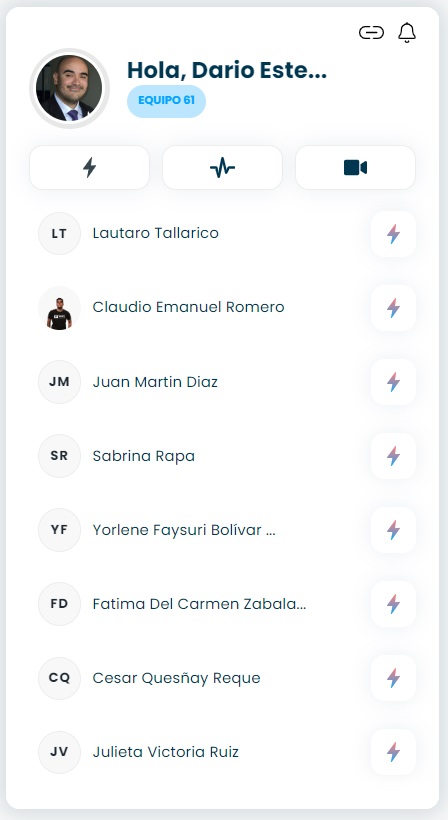 Hola, Dario Este...
EQUIPO 61
LT Lautaro Tallarico
Claudio Emanuel Romero
JM Juan Martin Diaz
SR Sabrina Rapa
YF Yorlene Faysuri Bolívar ...
FD Fatima Del Carmen Zabala...
CQ Cesar Quesñay Reque
JV Julieta Victoria Ruiz